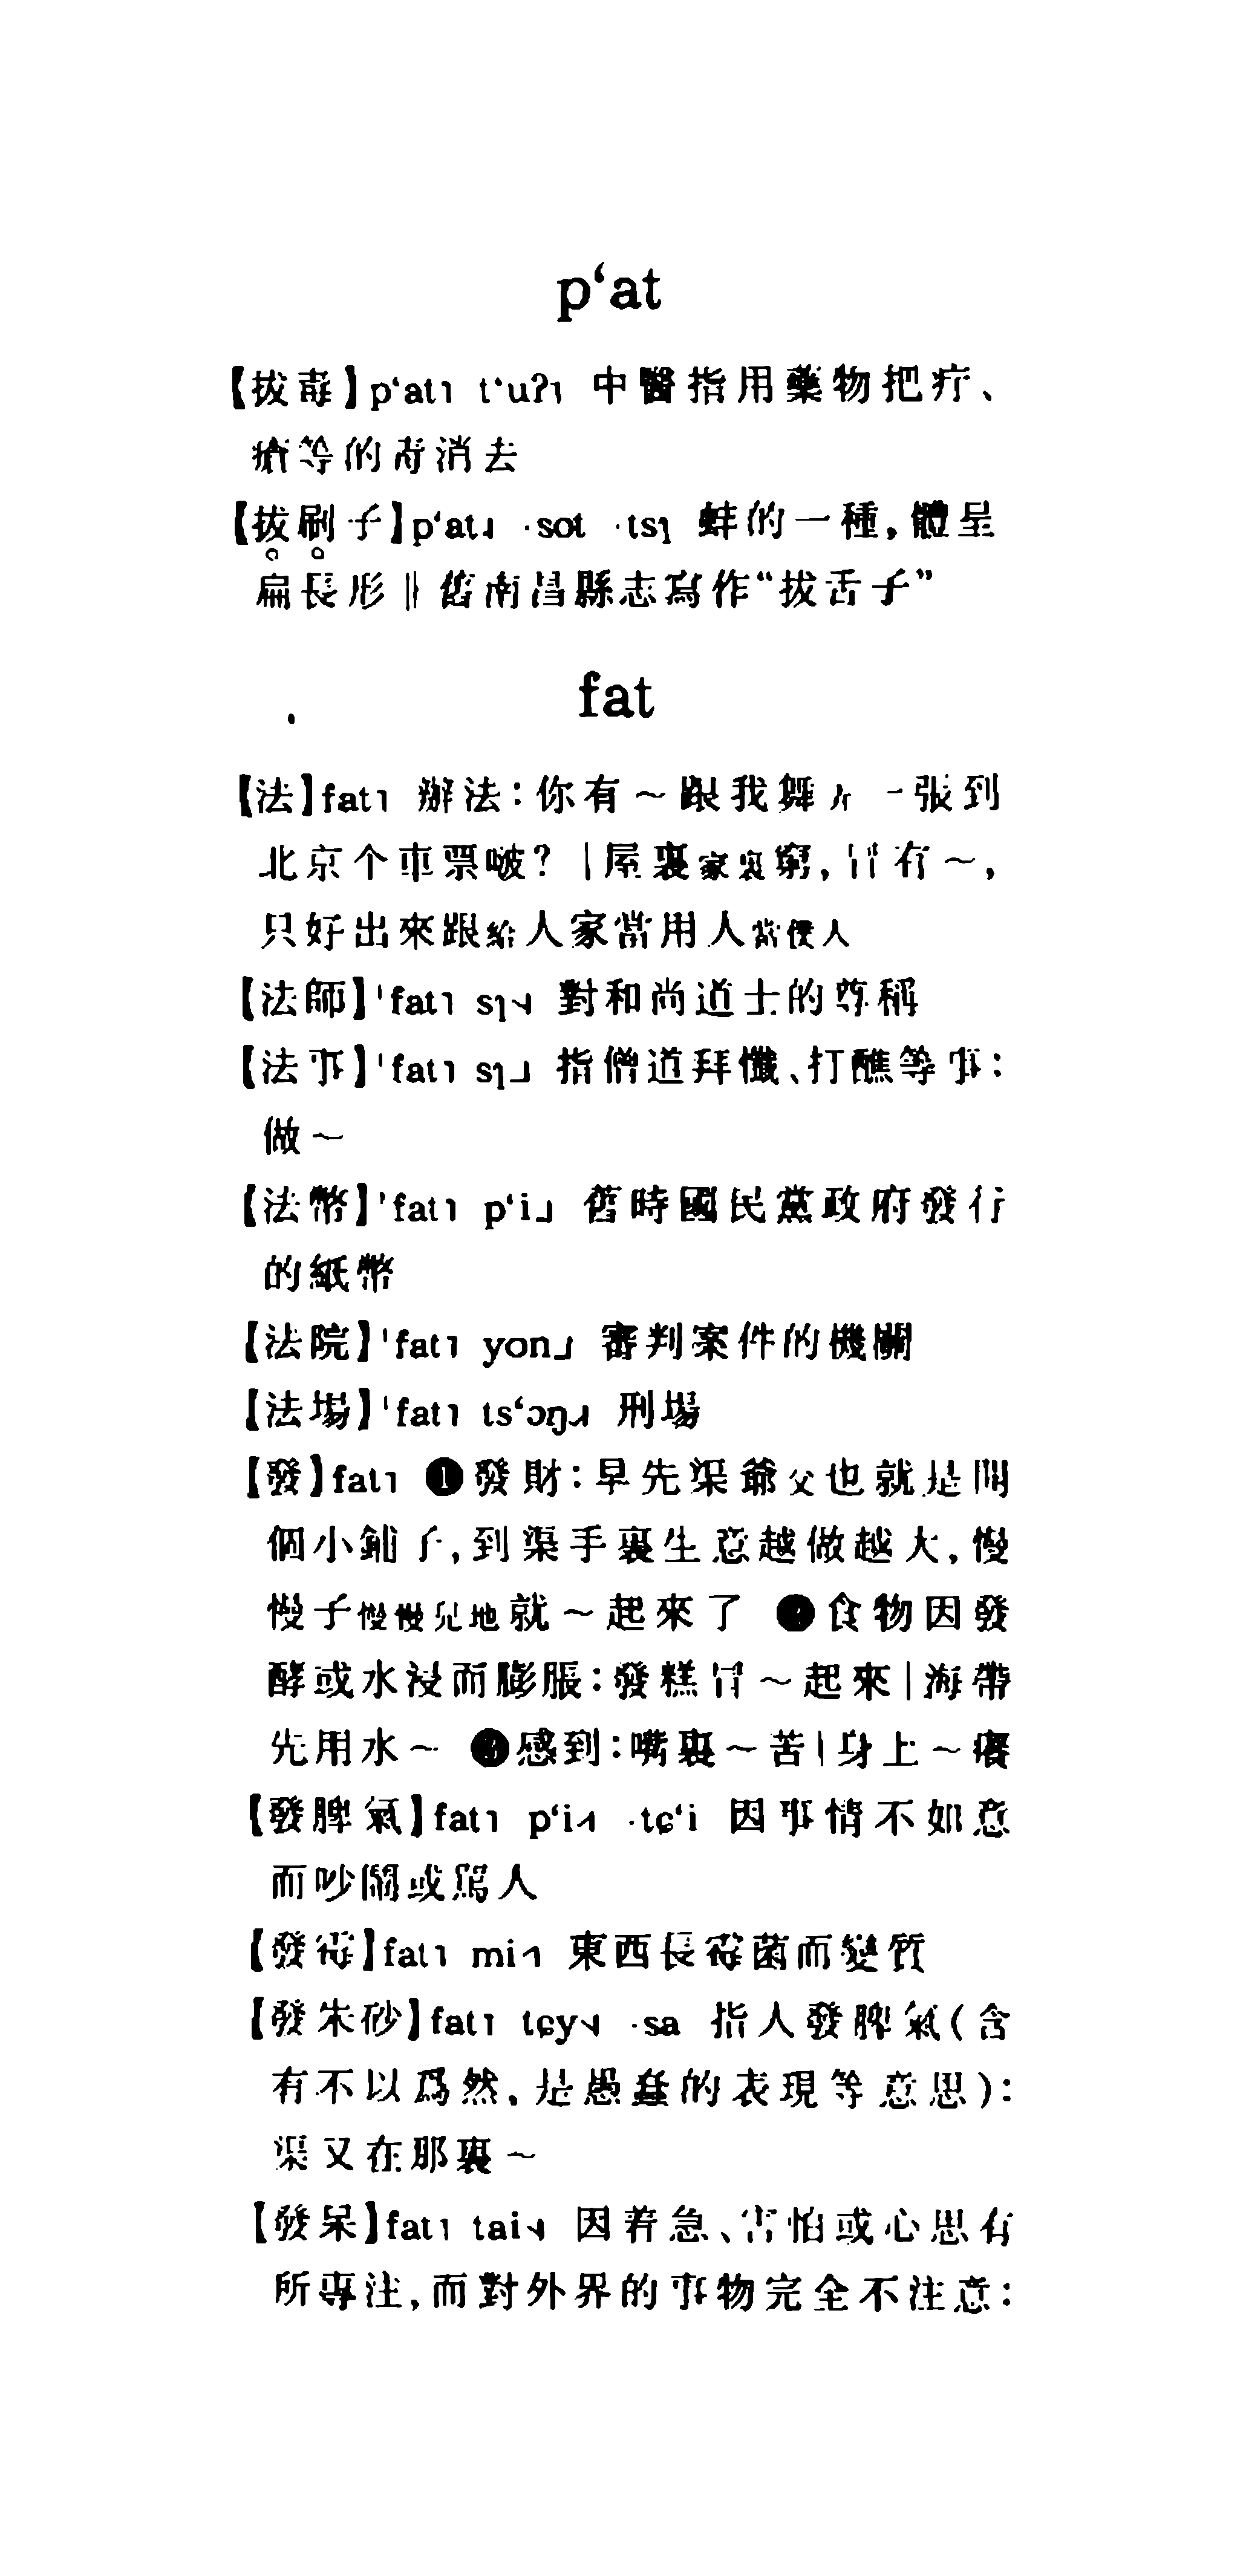 p‘at
【拔毒】p‘at˥ t‘uʔ˥ 中醫指用藥物把疔、
瘡等的毒消去
【拔刷子】p‘at˩ ·sot ·tsɿ 蚌的一種，體呈
扁長形‖舊南昌縣志寫作“拔舌子”
fat
【法】fat˥ 辦法：你有～跟我舞 一張到
北京个車票啵？｜屋裏家裏窮，冇有～，
只好出來跟給人家當用人當僕人
【法師】ˈfat˥ sɿ˧˩ 對和尚道士的尊稱
【法事】ˈfat˥ sɿ˩ 指僧道拜懺、打醮等事：
做～
【法幣】ˈfat˥ p‘i˩ 舊時國民黨政府發行
的紙幣
【法院】ˈfat˥ yon˩ 審判案件的機關
【法場】ˈfat˥ ts‘ɔŋ˩˧ 刑場
【發】fat˥ ❶發財：早先渠爺父也就是開
個小鋪子，到渠手裏生意越做越大，慢
慢子慢慢兒地就～起來了 ❷食物因發
酵或水浸而膨脹：發糕冒～起來｜海帶
先用水～ ❸感到：嘴裏～苦｜身上～癢
【發脾氣】fat˥ p‘i˧˥ ·tɕ‘i 因事情不如意
而吵鬧或駡人
【發霉】fat˥ mi˧˥ 東西長霉菌而變質
【發朱砂】fat˥ tɕy˧˩ ·sa 指人發脾氣（含
有不以爲然，是愚蠢的表現等意思）：
渠又在那裏～
【發呆】fat˥ tai˧˩ 因着急、害怕或心思有
所專注，而對外界的事物完全不注意：